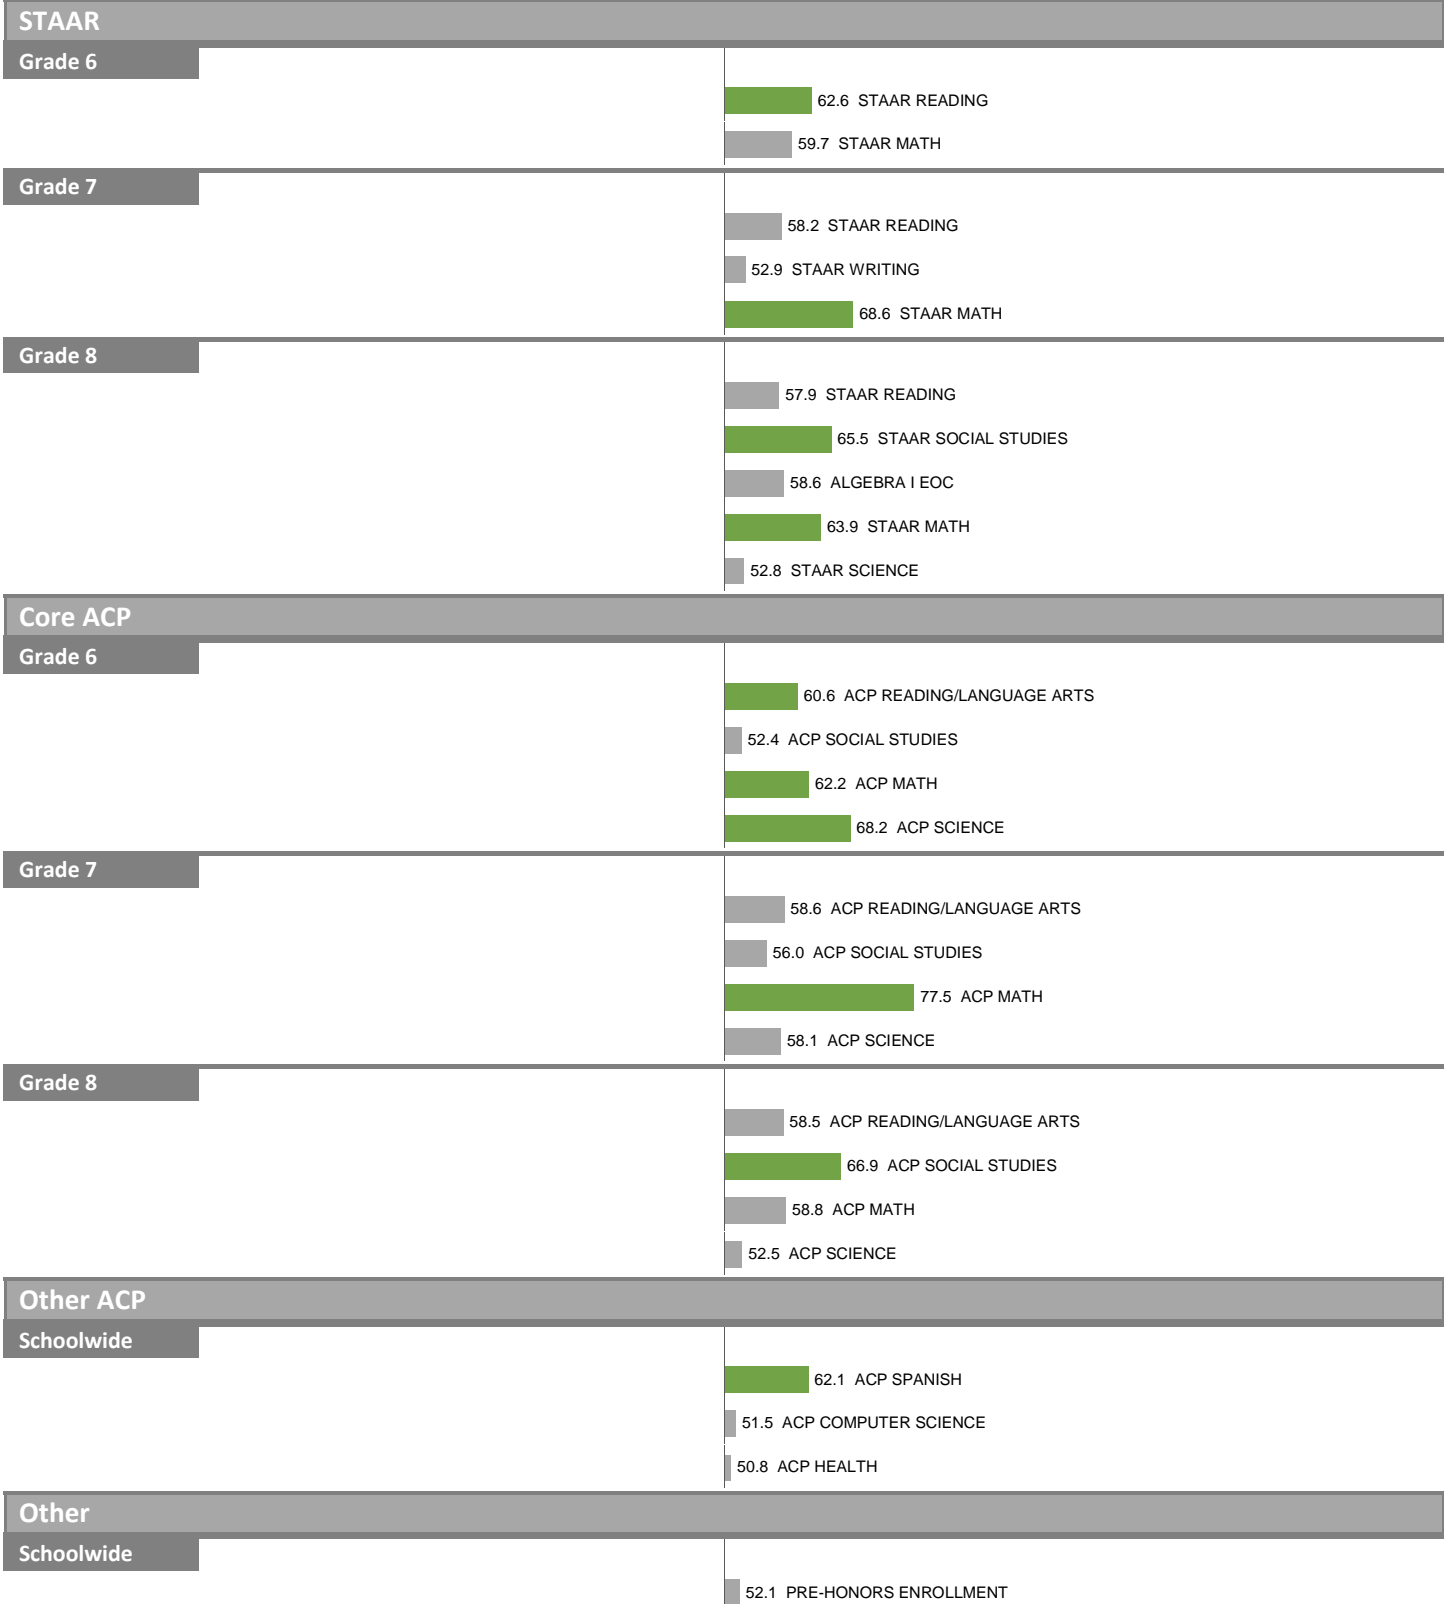 STAAR
Grade 6
62.6 STAAR READING
59.7 STAAR MATH
Grade 7
58.2 STAAR READING
52.9 STAAR WRITING
68.6 STAAR MATH
Grade 8
57.9 STAAR READING
65.5 STAAR SOCIAL STUDIES
58.6 ALGEBRA I EOC
63.9 STAAR MATH
52.8 STAAR SCIENCE
Core ACP
Grade 6
60.6 ACP READING/LANGUAGE ARTS
52.4 ACP SOCIAL STUDIES
62.2 ACP MATH
68.2 ACP SCIENCE
Grade 7
58.6 ACP READING/LANGUAGE ARTS
56.0 ACP SOCIAL STUDIES
77.5 ACP MATH
58.1 ACP SCIENCE
Grade 8
58.5 ACP READING/LANGUAGE ARTS
66.9 ACP SOCIAL STUDIES
58.8 ACP MATH
52.5 ACP SCIENCE
Other ACP
Schoolwide
62.1 ACP SPANISH
51.5 ACP COMPUTER SCIENCE
50.8 ACP HEALTH
Other
Schoolwide
52.1 PRE-HONORS ENROLLMENT